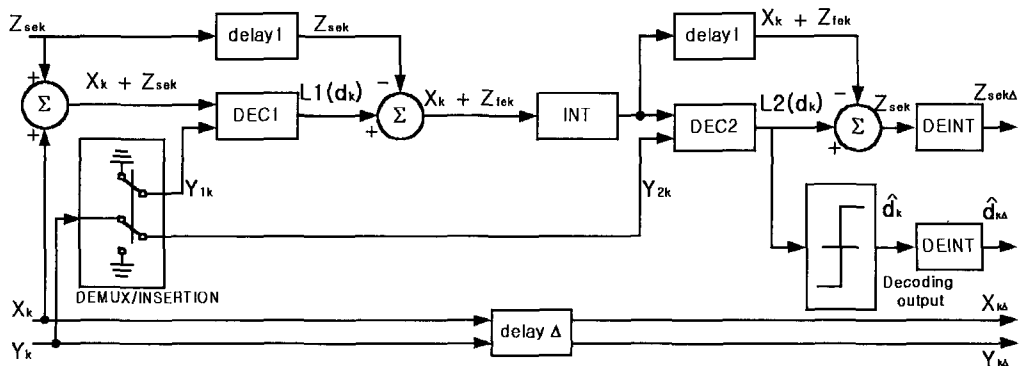 Zsek
delay1
Zsek
Xk + Zfek
delay1
+
Σ
+
Xk + Zsek
DEC1
L1(dk)
−
Σ
+
Xk + Zfek
INT
DEC2
L2(dk)
−
Σ
+
Zsek
DEINT
ZsekΔ
Y1k
Y2k
d̂k
DEINT
d̂kΔ
DEMUX/INSERTION
Decoding
output
Xk
delay Δ
XkΔ
Yk
YkΔ